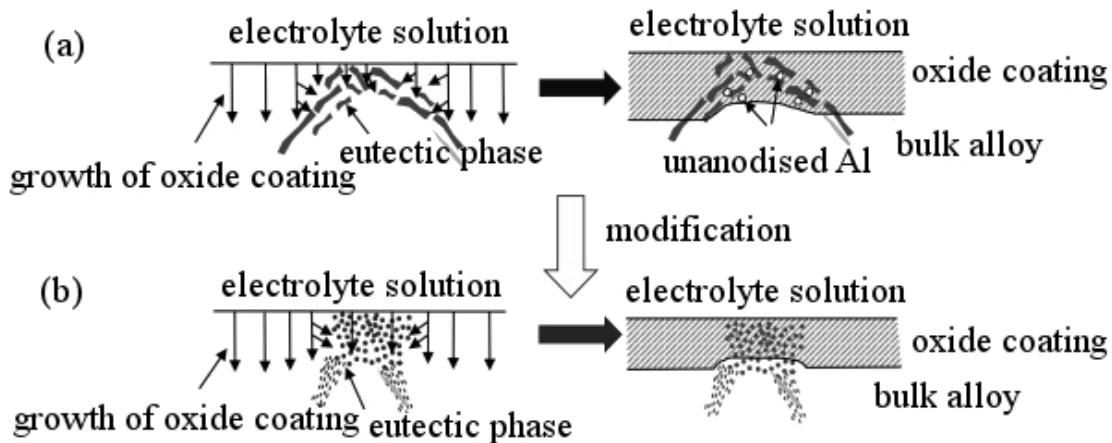 (a)
electrolyte solution
electrolyte solution
oxide coating
eutectic phase
growth of oxide coating
unanodised Al
bulk alloy
modification
(b)
electrolyte solution
electrolyte solution
oxide coating
bulk alloy
growth of oxide coating
eutectic phase